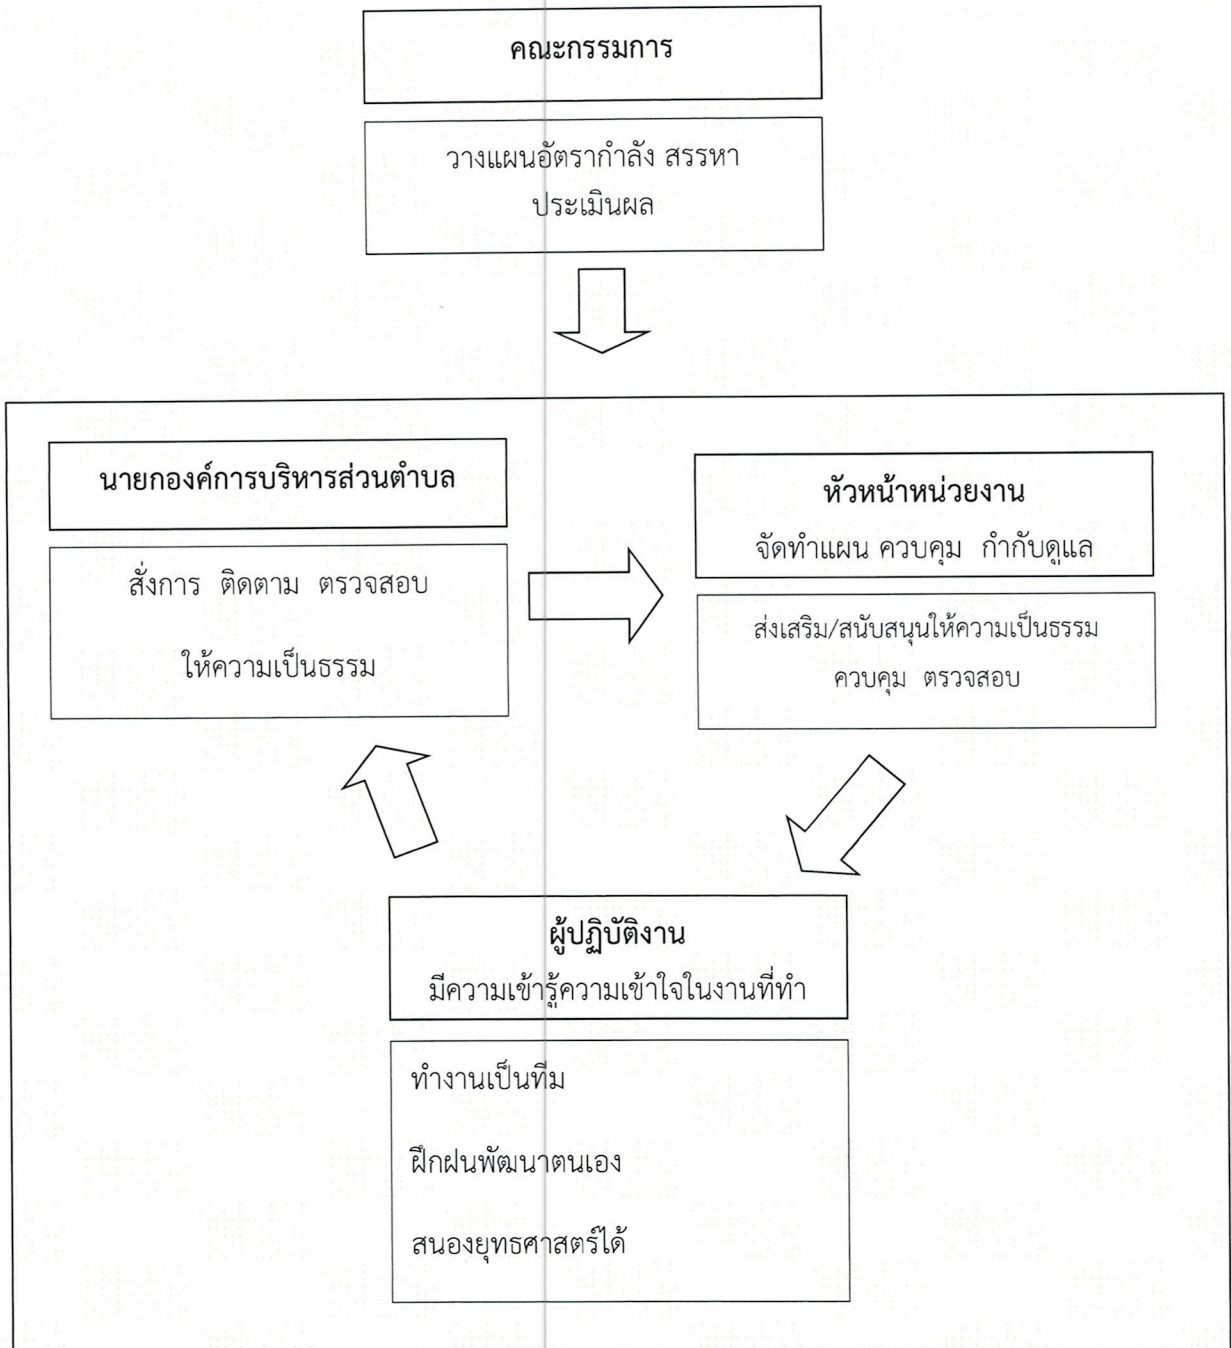 คณะกรรมการ
วางแผนอัตรากำลัง สรรหา
ประเมินผล
นายกองค์การบริหารส่วนตำบล
สั่งการ ติดตาม ตรวจสอบ
ให้ความเป็นธรรม
หัวหน้าหน่วยงาน
จัดทำแผน ควบคุม กำกับดูแล
ส่งเสริม/สนับสนุนให้ความเป็นธรรม
ควบคุม ตรวจสอบ
ผู้ปฏิบัติงาน
มีความเข้ารู้ความเข้าใจในงานที่ทำ
ทำงานเป็นทีม
ฝึกฝนพัฒนาตนเอง
สนองยุทธศาสตร์ได้